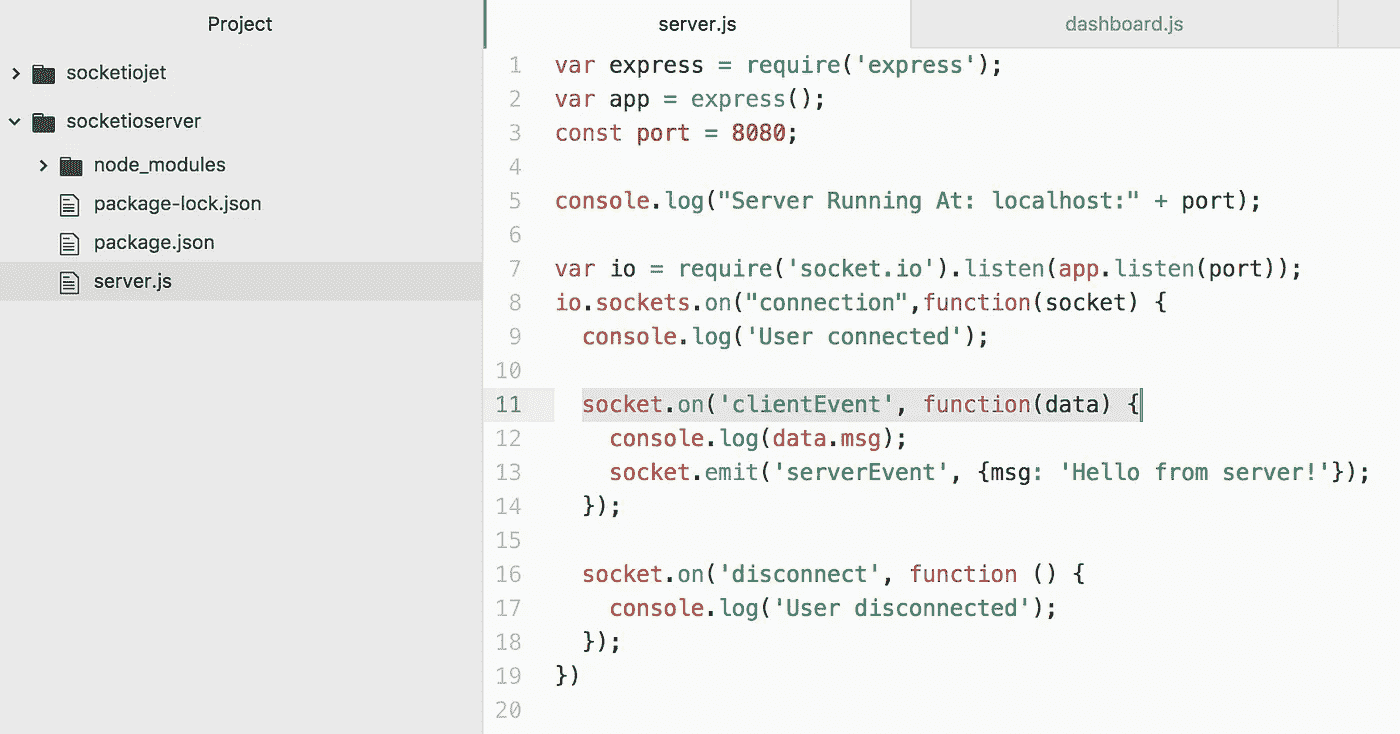 Project
socketiojet
socketioserver
node_modules
package-lock.json
package.json
server.js
server.js
dashboard.js
1 var express = require('express');
2 var app = express();
3 const port = 8080;
4
5 console.log("Server Running At: localhost:" + port);
6
7 var io = require('socket.io').listen(app.listen(port));
8 io.sockets.on("connection",function(socket) {
9   console.log('User connected');
10
11   socket.on('clientEvent', function(data) {
12     console.log(data.msg);
13     socket.emit('serverEvent', {msg: 'Hello from server!'});
14   });
15
16   socket.on('disconnect', function () {
17     console.log('User disconnected');
18   });
19 })
20